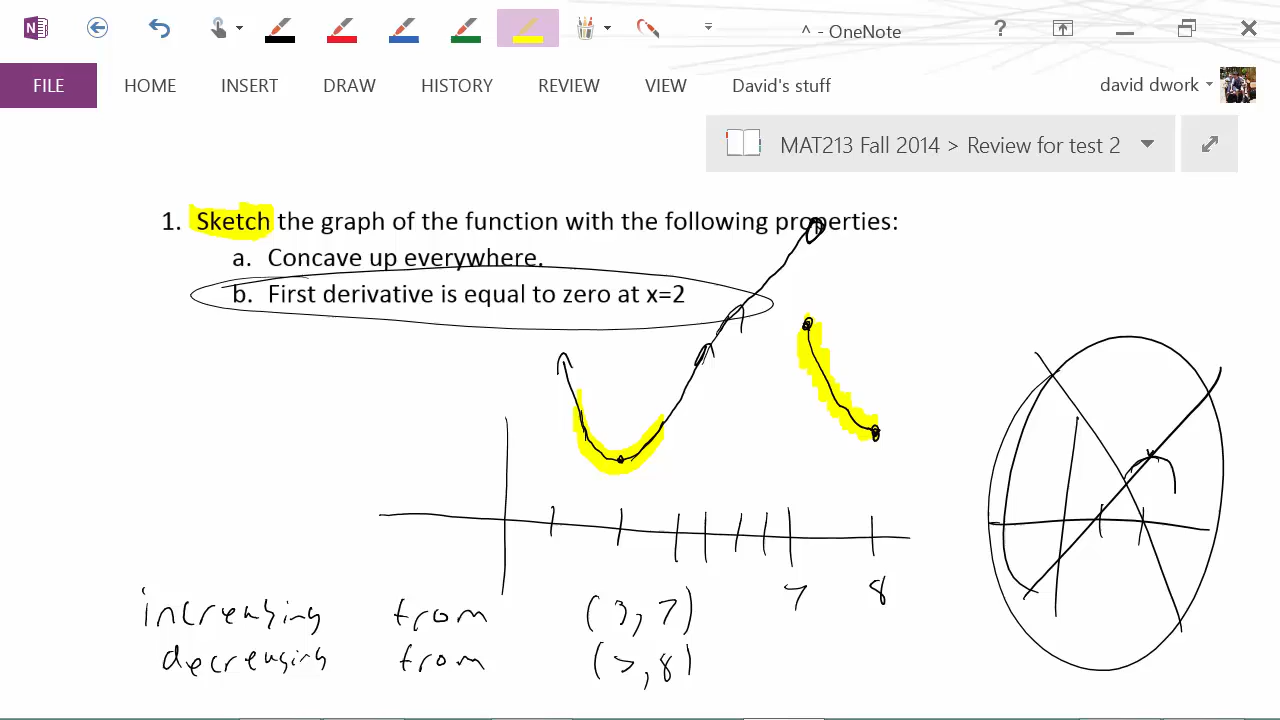 ^ - OneNote
?
FILE HOME INSERT DRAW HISTORY REVIEW VIEW David's stuff david dwork
MAT213 Fall 2014 > Review for test 2
1. Sketch the graph of the function with the following properties:
a. Concave up everywhere.
b. First derivative is equal to zero at x=2
7 8
increasing from (3, 7)
decreasing from (7, 8)